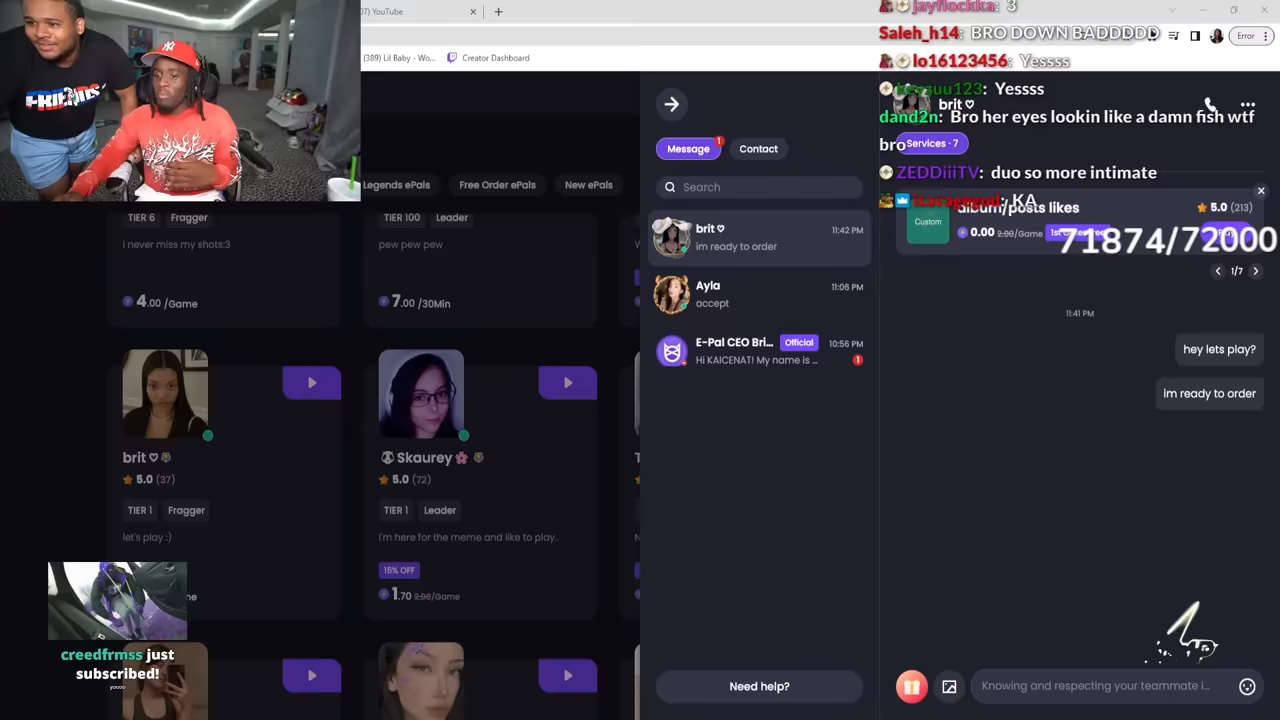 07) YouTube
(389) Lil Baby - Wo...
Creator Dashboard
Error
FRIENDS
jayflockka: 3
Saleh_h14: BRO DOWN BADDDDD
lo16123456: Yessss
keyzuu123: Yessss
dand2n: Bro her eyes lookin like a damn fish wtf
bro
ZEDDiiiTV: duo so more intimate
KA
Legends ePals
Free Order ePals
New ePals
TIER 6
Fragger
I never miss my shots:3
4.00 /Game
TIER 100
Leader
pew pew pew
7.00 /30Min
brit ♡
5.0 (37)
TIER 1
Fragger
let's play :)
Skaurey
5.0 (72)
TIER 1
Leader
I'm here for the meme and like to play.
15% OFF
1.70 2.00/Game
creedfrmss just
subscribed!
Message
1
Contact
Search
brit ♡
11:42 PM
im ready to order
Ayla
11:06 PM
accept
E-Pal CEO Bri...
Official
10:56 PM
Hi KAICENAT! My name is ...
1
Need help?
brit ♡
Services · 7
Custom
album/posts likes
5.0 (213)
0.00 2.00/Game
71874/72000
1/7
11:41 PM
hey lets play?
im ready to order
Knowing and respecting your teammate i...